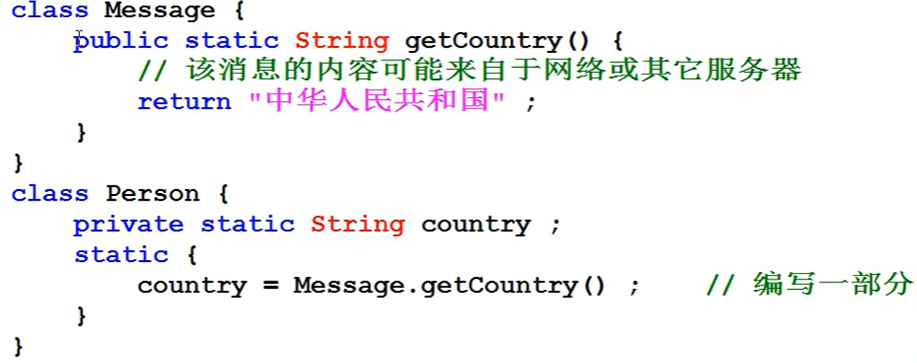 class Message {
    public static String getCountry() {
        // 该消息的内容可能来自于网络或其它服务器
        return "中华人民共和国" ;
    }
}
class Person {
    private static String country ;
    static {
        country = Message.getCountry() ;    // 编写一部分
    }
}